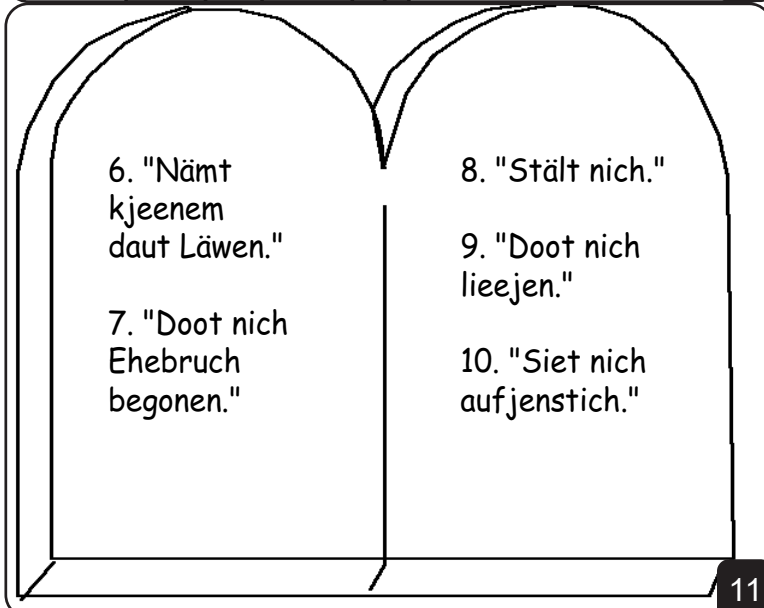 6. "Nämt
kjeenem
daut Läwen."
7. "Doot nich
Ehebruch
begonen."
8. "Stält nich."
9. "Doot nich
lieejen."
10. "Siet nich
aufjenstich."
11